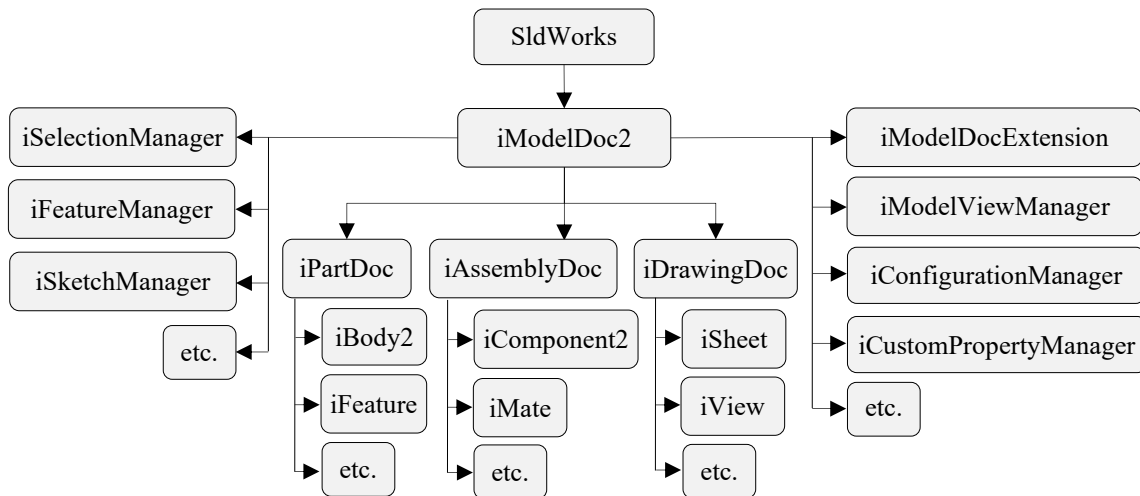 SldWorks
iModelDoc2
iSelectionManager
iFeatureManager
iSketchManager
etc.
iPartDoc
iBody2
iFeature
etc.
iAssemblyDoc
iComponent2
iMate
etc.
iDrawingDoc
iSheet
iView
etc.
iModelDocExtension
iModelViewManager
iConfigurationManager
iCustomPropertyManager
etc.